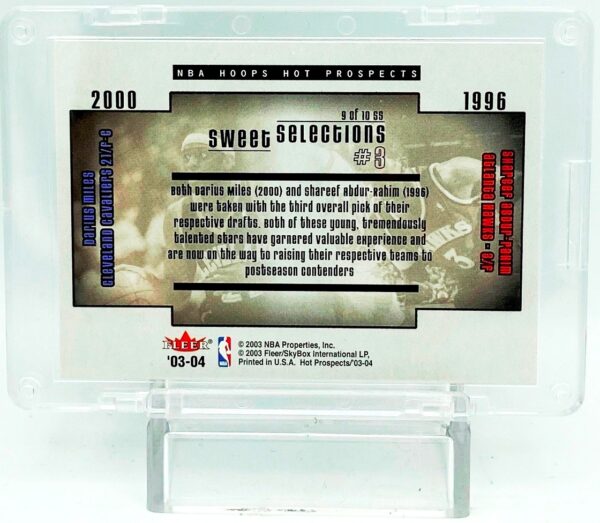 NBA HOOPS HOT PROSPECTS
2000
1996
9 of 10 SS
Sweet Selections
#3
Darius Miles
Cleveland Cavaliers 21/F-C
Shareef Abdur-Rahim
Atlanta Hawks
Both Darius Miles (2000) and Shareef Abdur-Rahim (1996)
were taken with the third overall pick of their
respective drafts. Both of these young, tremendously
talented stars have garnered valuable experience and
are now on the way to raising their respective teams to
postseason contenders
FLEER
'03-04
NBA
© 2003 NBA Properties, Inc.
© 2003 Fleer/SkyBox International LP,
Printed in U.S.A. Hot Prospects/'03-04